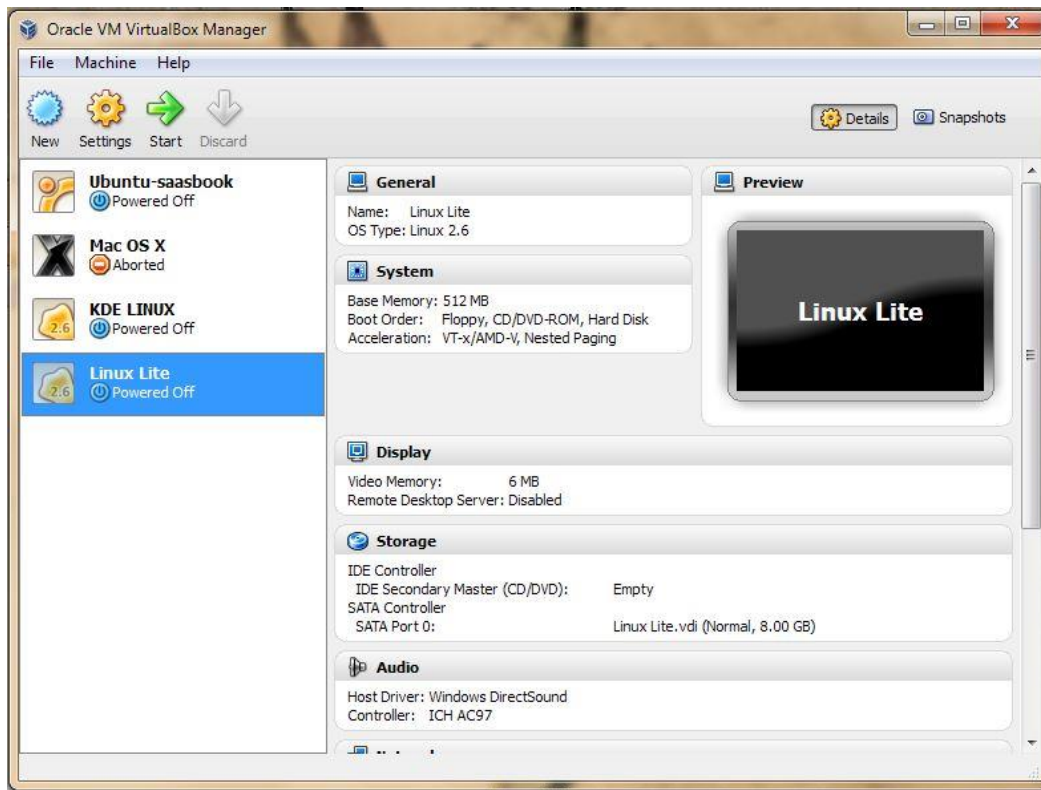 Oracle VM VirtualBox Manager
File Machine Help
New Settings Start Discard
Details Snapshots
Ubuntu-saasbook
Powered Off
Mac OS X
Aborted
2.6
KDE LINUX
Powered Off
2.6
Linux Lite
Powered Off
General
Name: Linux Lite
OS Type: Linux 2.6
System
Base Memory: 512 MB
Boot Order: Floppy, CD/DVD-ROM, Hard Disk
Acceleration: VT-x/AMD-V, Nested Paging
Preview
Linux Lite
Display
Video Memory: 6 MB
Remote Desktop Server: Disabled
Storage
IDE Controller
IDE Secondary Master (CD/DVD): Empty
SATA Controller
SATA Port 0: Linux Lite.vdi (Normal, 8.00 GB)
Audio
Host Driver: Windows DirectSound
Controller: ICH AC97